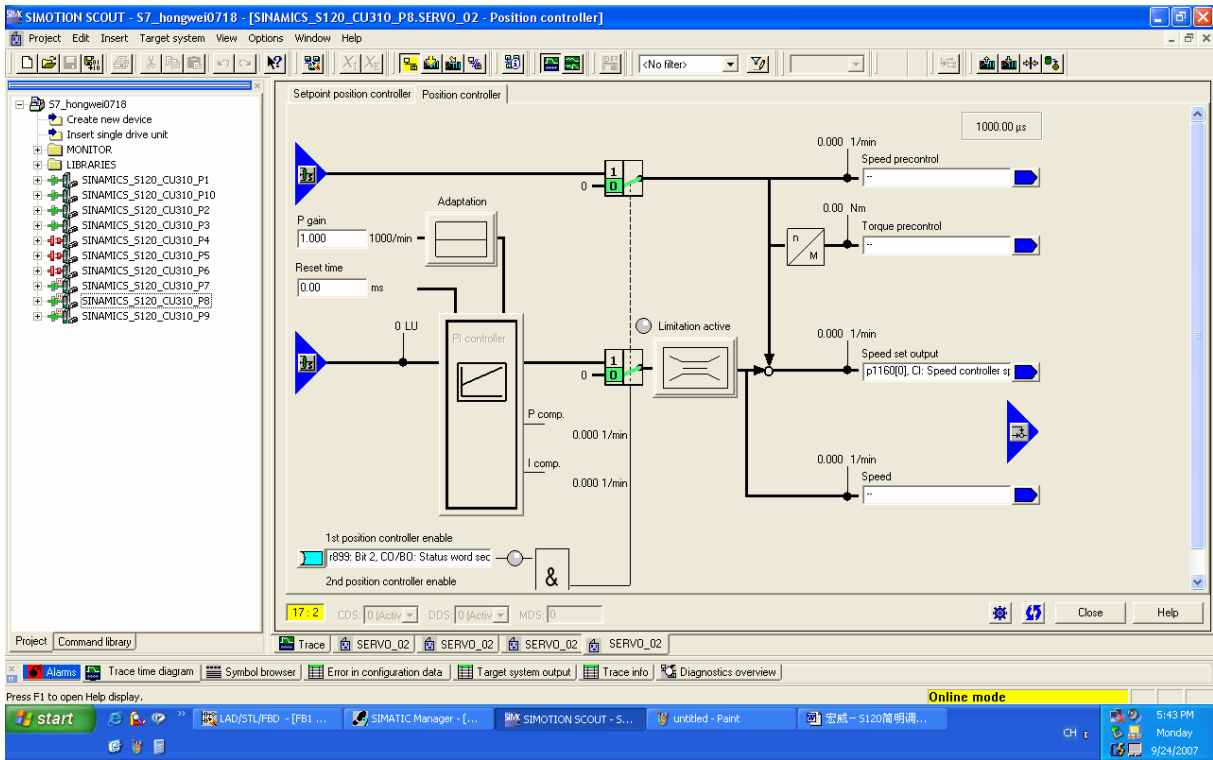 SIMOTION SCOUT - S7_hongwei0718 - [SINAMICS_S120_CU310_P8.SERVO_02 - Position controller]
Project Edit Insert Target system View Options Window Help
<No filter>
S7_hongwei0718
Create new device
Insert single drive unit
MONITOR
LIBRARIES
SINAMICS_S120_CU310_P1
SINAMICS_S120_CU310_P10
SINAMICS_S120_CU310_P2
SINAMICS_S120_CU310_P3
SINAMICS_S120_CU310_P4
SINAMICS_S120_CU310_P5
SINAMICS_S120_CU310_P6
SINAMICS_S120_CU310_P7
SINAMICS_S120_CU310_P8
SINAMICS_S120_CU310_P9
Project Command library
Setpoint position controller Position controller
1000.00 µs
0.000 1/min
Speed precontrol
--
1
0 0
Adaptation
P gain
1.000 1000/min
Reset time
0.00 ms
0.00 Nm
Torque precontrol
--
n
M
0 LU
PI controller
1
0 0
Limitation active
0.000 1/min
Speed set output
p1160[0], CI: Speed controller sp
P comp.
0.000 1/min
I comp.
0.000 1/min
0.000 1/min
Speed
--
1st position controller enable
r899: Bit 2, CO/BO: Status word sec
2nd position controller enable
&
17: 2 CDS: 0 (Activ DDS: 0 (Activ MDS: 0
Close Help
Trace SERVO_02 SERVO_02 SERVO_02 SERVO_02
Alarms Trace time diagram Symbol browser Error in configuration data Target system output Trace info Diagnostics overview
Press F1 to open Help display.
Online mode
start
LAD/STL/FBD - [FB1 ...
SIMATIC Manager - [...
SIMOTION SCOUT - S...
untitled - Paint
宏威－S120简明调...
CH
5:43 PM
Monday
9/24/2007